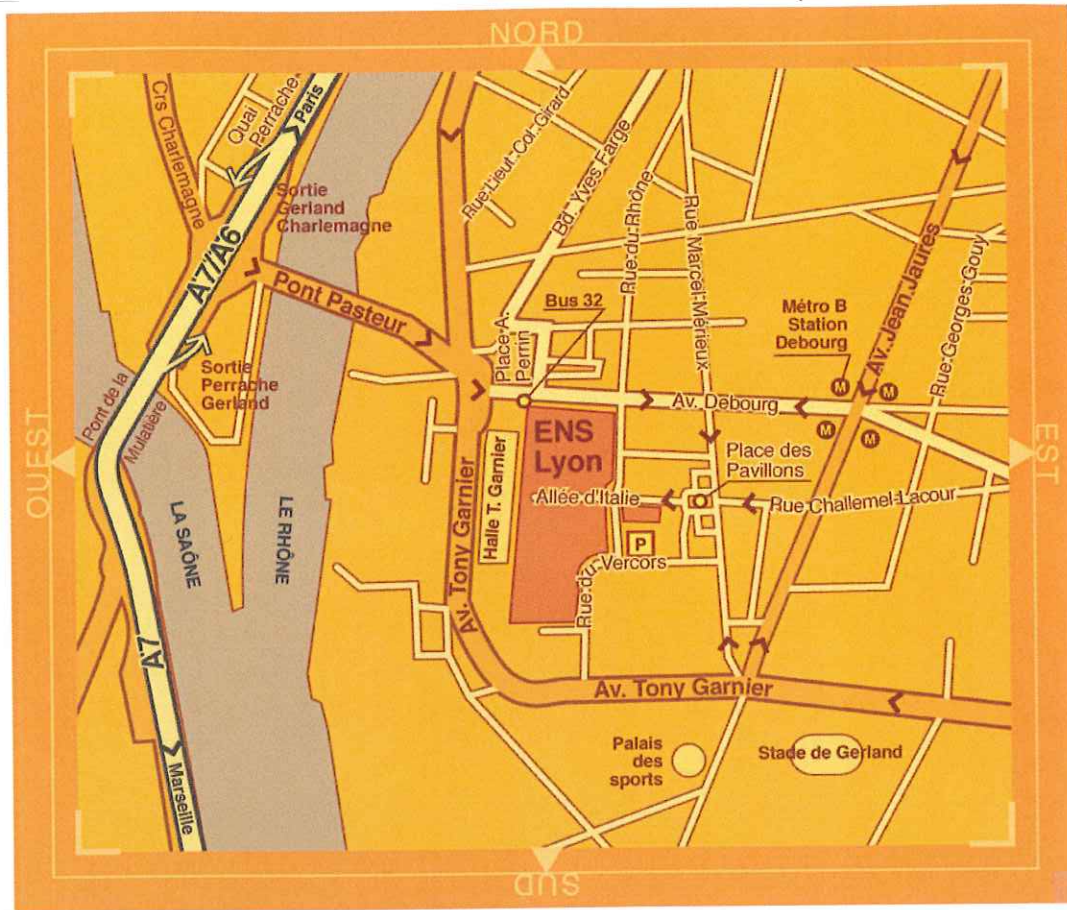 NORD
Crs Charlemagne
Quai
Perrache
Paris
Sortie
Gerland
Charlemagne
A7/A6
Rue Lieut. Col. Girard
Bd. Yves Farge
Rue du Rhône
Rue Marcel Mérieux
Av. Jean Jaures
Rue Georges Gouy
Pont Pasteur
Bus 32
Place A.
Perrin
Métro B
Station
Debourg
M
M
M
M
Sortie
Perrache
Gerland
Pont de la
Mulatière
Av. Debourg
OUEST
EST
ENS
Lyon
Halle T. Garnier
Place des
Pavillons
Allée d'Italie
Rue Challemel-Lacour
P
Rue du Vercors
LA SAÔNE
LE RHÔNE
Av. Tony Garnier
A7
Av. Tony Garnier
Marseille
Palais
des
sports
Stade de Gerland
SUD